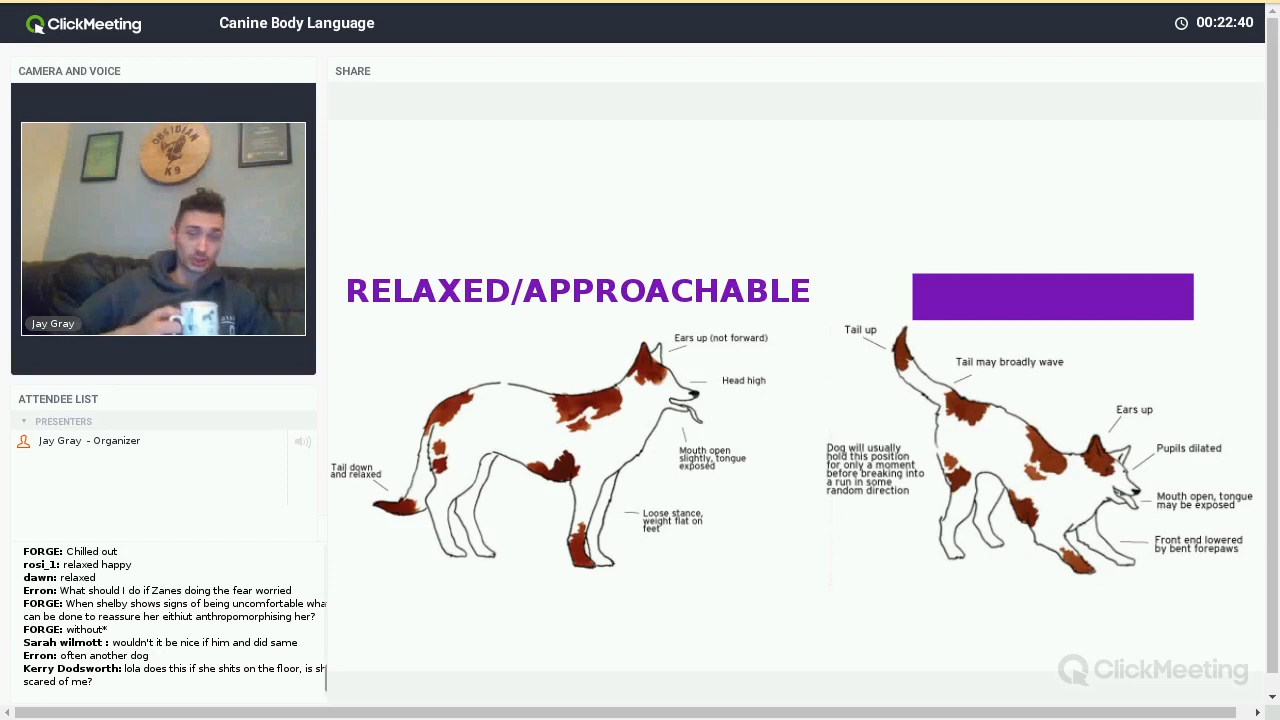 ClickMeeting
Canine Body Language
00:22:40
CAMERA AND VOICE
SHARE
OBSIDIAN
K9
Jay Gray
RELAXED/APPROACHABLE
Ears up (not forward)
Head high
Mouth open
slightly, tongue
exposed
Tail down
and relaxed
Loose stance,
weight flat on
feet
Tail up
Tail may broadly wave
Ears up
Pupils dilated
Dog will usually
hold this position
for only a moment
before breaking into
a run in some
random direction
Mouth open, tongue
may be exposed
Front end lowered
by bent forepaws
ATTENDEE LIST
PRESENTERS
Jay Gray - Organizer
FORGE: Chilled out
rosi_1: relaxed happy
dawn: relaxed
Erron: What should I do if Zanes doing the fear worried
FORGE: When shelby shows signs of being uncomfortable wha
can be done to reassure her eithiut anthropomorphising her?
FORGE: without*
Sarah wilmott : wouldn't it be nice if him and did same
Erron: often another dog
Kerry Dodsworth: lola does this if she shits on the floor, is sh
scared of me?
ClickMeeting